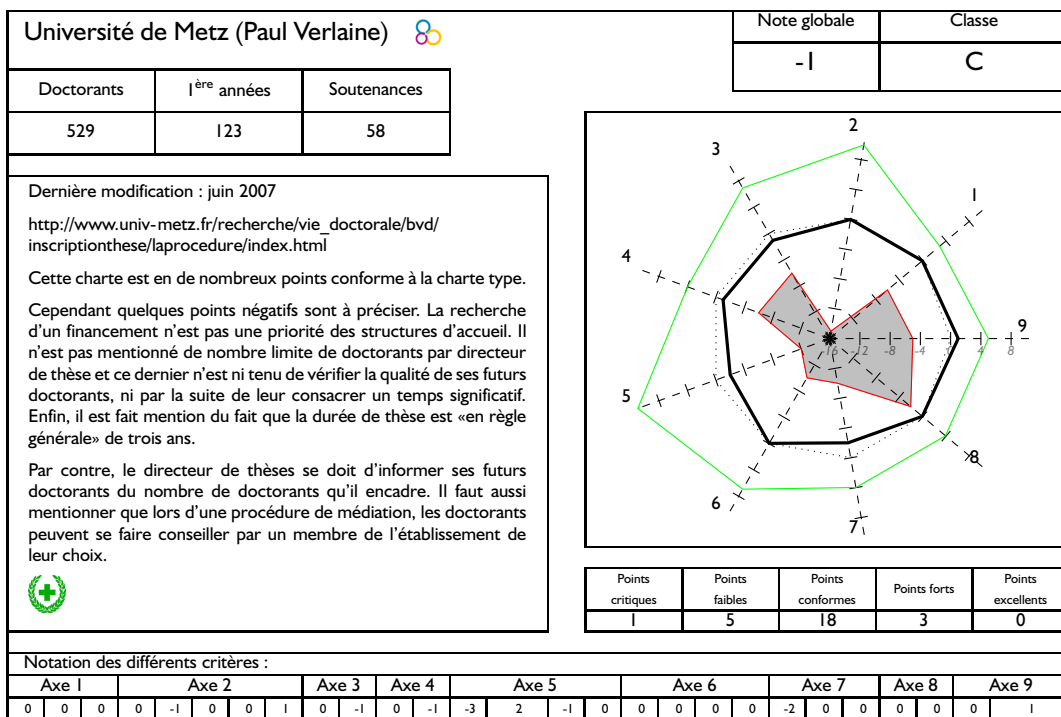 Université de Metz (Paul Verlaine)
Note globale
Classe
-1
C
Doctorants
1ère années
Soutenances
529
123
58
Dernière modification : juin 2007
http://www.univ-metz.fr/recherche/vie_doctorale/bvd/
inscriptionthese/laprocedure/index.html
Cette charte est en de nombreux points conforme à la charte type.
Cependant quelques points négatifs sont à préciser. La recherche
d'un financement n'est pas une priorité des structures d'accueil. Il
n'est pas mentionné de nombre limite de doctorants par directeur
de thèse et ce dernier n'est ni tenu de vérifier la qualité de ses futurs
doctorants, ni par la suite de leur consacrer un temps significatif.
Enfin, il est fait mention du fait que la durée de thèse est «en règle
générale» de trois ans.
Par contre, le directeur de thèses se doit d'informer ses futurs
doctorants du nombre de doctorants qu'il encadre. Il faut aussi
mentionner que lors d'une procédure de médiation, les doctorants
peuvent se faire conseiller par un membre de l'établissement de
leur choix.
2
3
1
4
9
-16 -12 -8 -4 4 8
5
8
6
7
Points critiques
Points faibles
Points conformes
Points forts
Points excellents
1 5 18 3 0
Notation des différents critères :
Axe 1 Axe 2 Axe 3 Axe 4 Axe 5 Axe 6 Axe 7 Axe 8 Axe 9
0 0 0 0 -1 0 0 1 0 -1 0 -1 -3 2 -1 0 0 0 0 0 -2 0 0 0 0 0 1